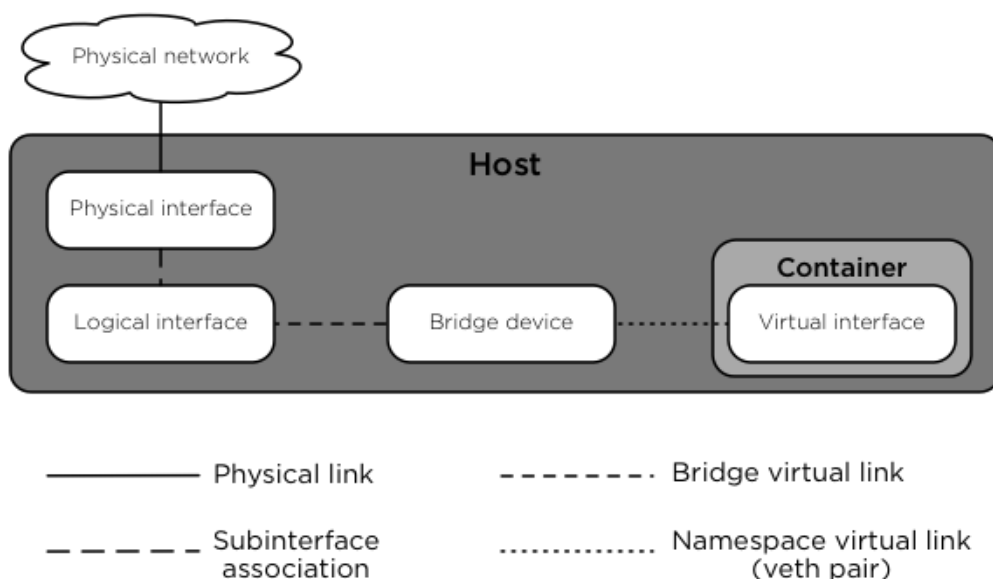 Physical network
Host
Physical interface
Container
Logical interface
Bridge device
Virtual interface
Physical link
Bridge virtual link
Subinterface
association
Namespace virtual link
(veth pair)